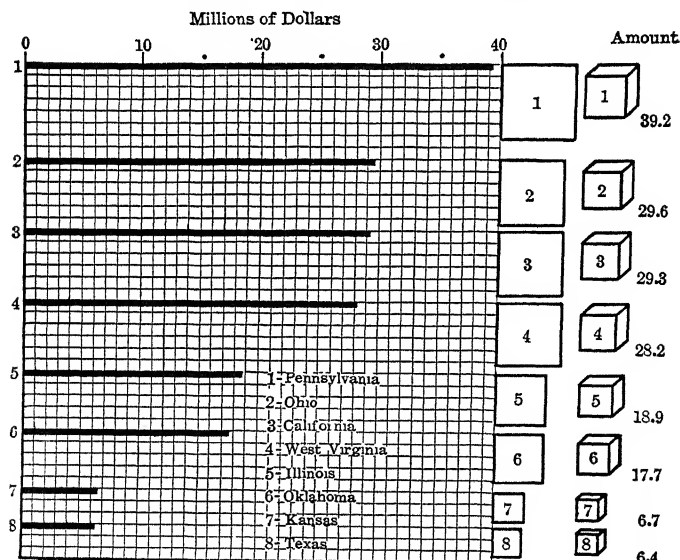 Millions of Dollars
0 10 20 30 40 Amount
1 1 1 39.2
2 2 2 29.6
3 3 3 29.3
4 4 4 28.2
5 5 5 18.9
1-Pennsylvania
2-Ohio
3-California
6 6 6 17.7
4-West Virginia
5-Illinois
7 6-Oklahoma 7 7 6.7
7-Kansas
8 8 8 6.4
8-Texas